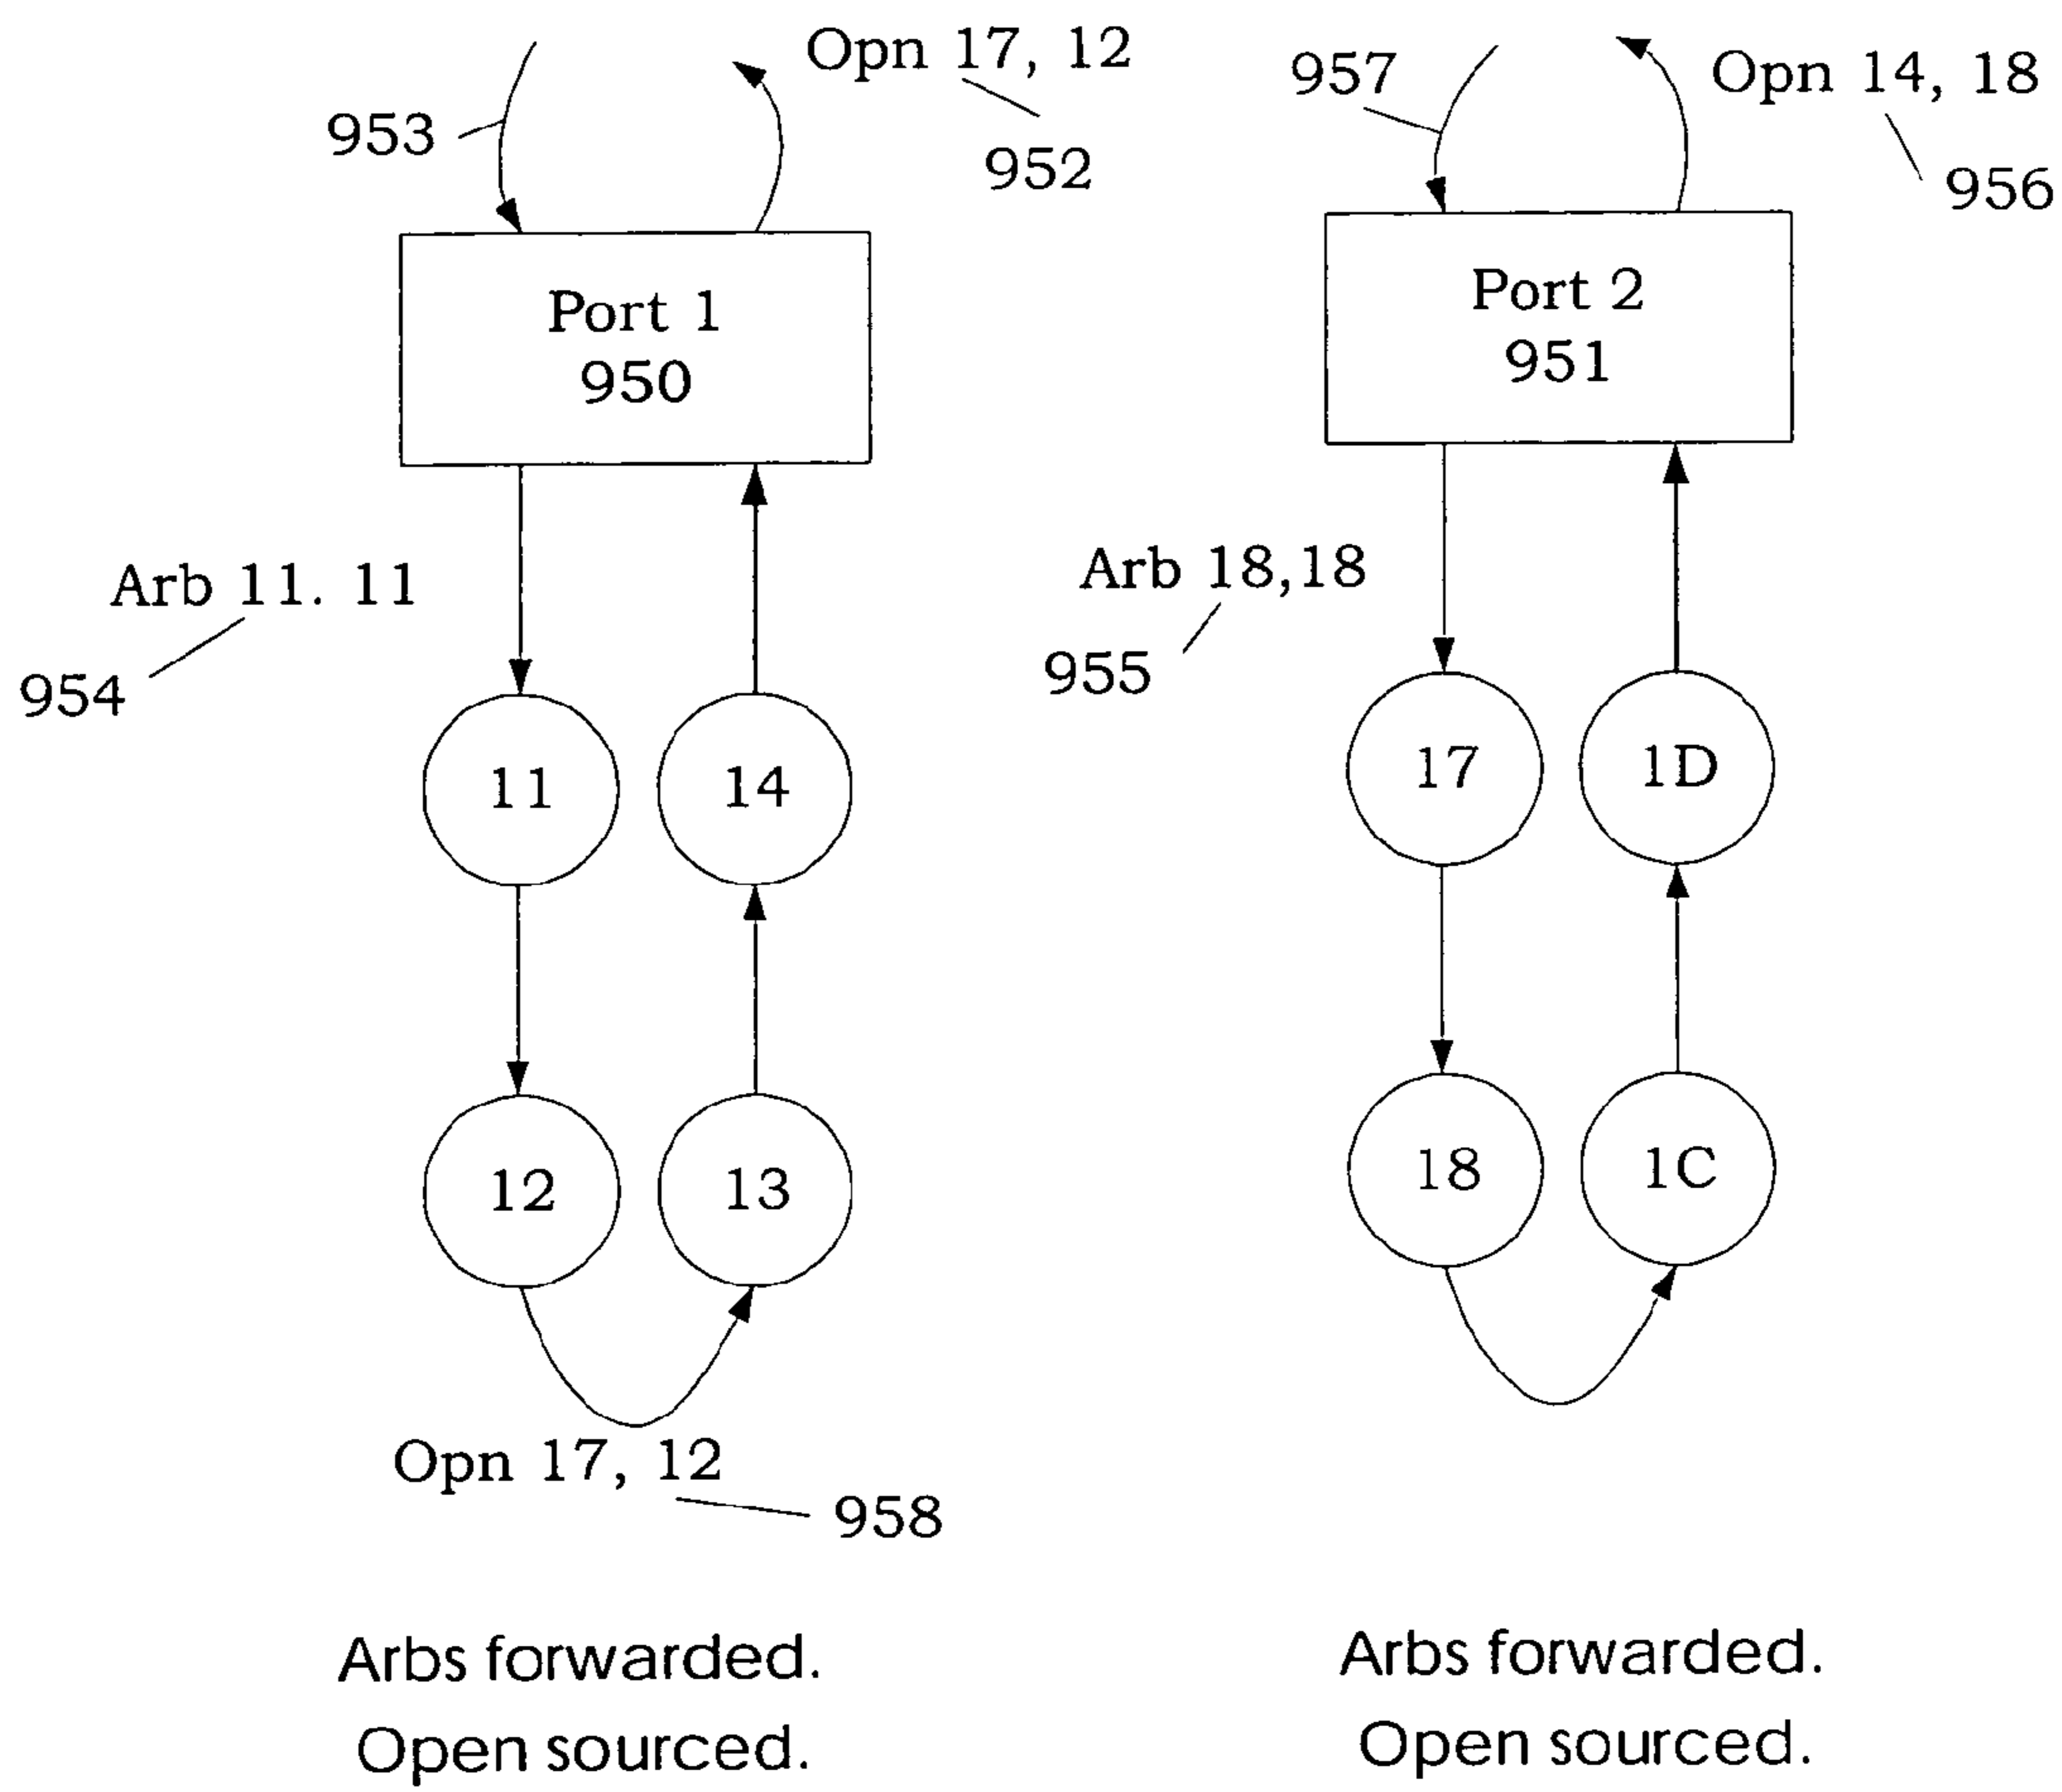 Opn 17, 12
953
952
Port 1
950
Arb 11. 11
954
11
14
12
13
Opn 17, 12
958
Arbs forwarded.
Open sourced.
957
Opn 14, 18
956
Port 2
951
Arb 18,18
955
17
1D
18
1C
Arbs forwarded.
Open sourced.